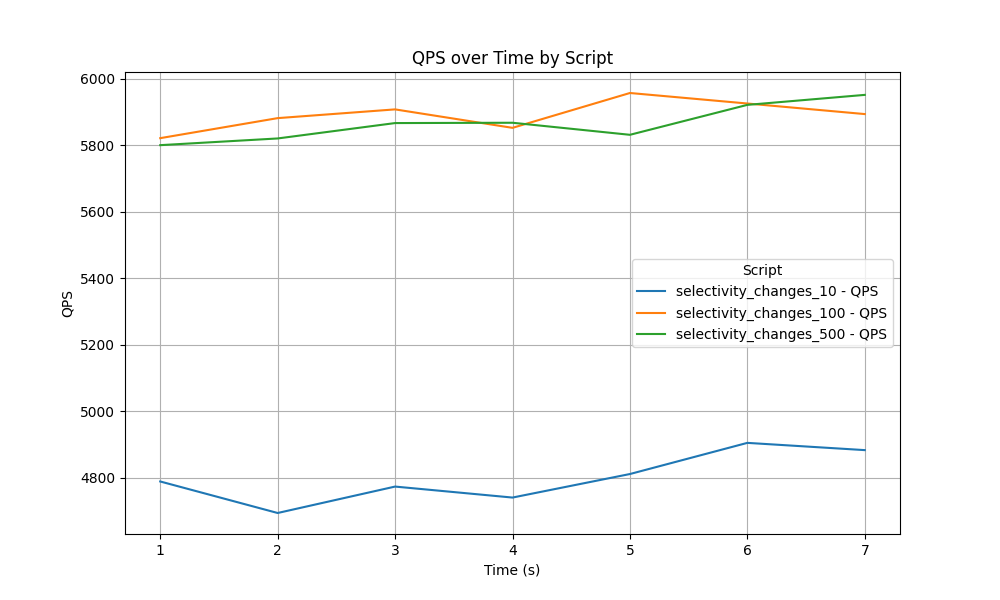 QPS over Time by Script
6000
5800
5600
5400
5200
5000
4800
QPS
Script
selectivity_changes_10 - QPS
selectivity_changes_100 - QPS
selectivity_changes_500 - QPS
1 2 3 4 5 6 7
Time (s)